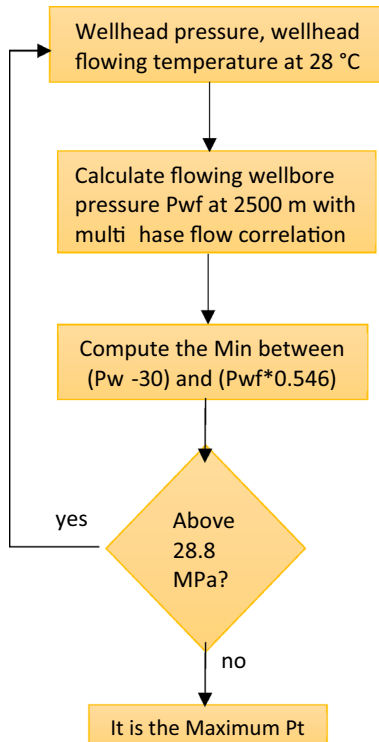 Wellhead pressure, wellhead
flowing temperature at 28 °C
Calculate flowing wellbore
pressure Pwf at 2500 m with
multi hase flow correlation
Compute the Min between
(Pw -30) and (Pwf*0.546)
Above
28.8
MPa?
yes
no
It is the Maximum Pt